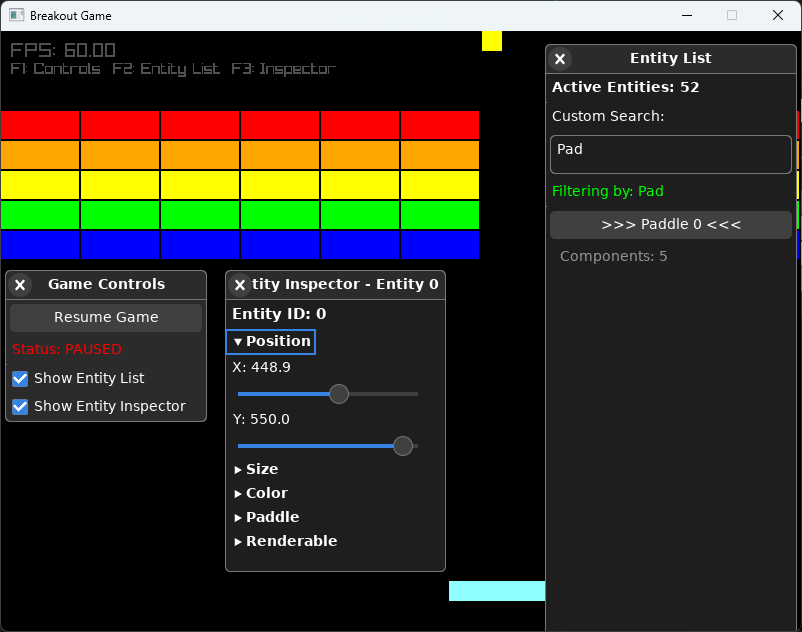 Breakout Game
FPS: 60.00
F1: Controls F2: Entity List F3: Inspector
Entity List
Active Entities: 52
Custom Search:
Pad
Filtering by: Pad
>>> Paddle 0 <<<
Components: 5
Game Controls
Resume Game
Status: PAUSED
Show Entity List
Show Entity Inspector
tity Inspector - Entity 0
Entity ID: 0
▾ Position
X: 448.9
Y: 550.0
▸ Size
▸ Color
▸ Paddle
▸ Renderable